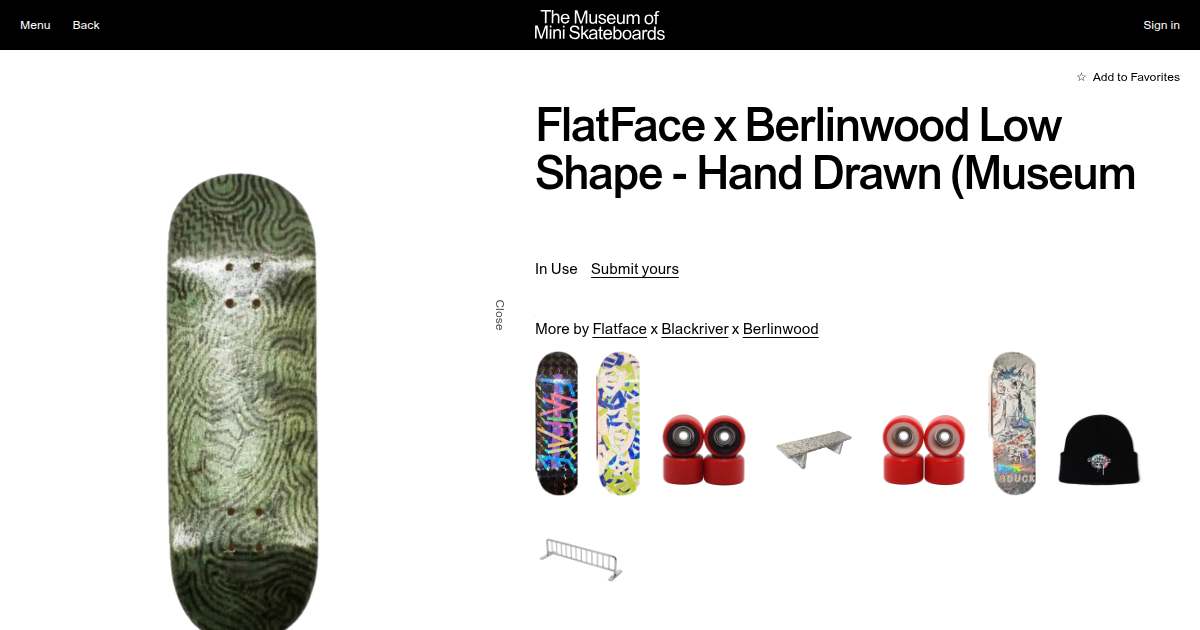 Menu
Back
The Museum of
Mini Skateboards
Sign in
☆ Add to Favorites
FlatFace x Berlinwood Low
Shape - Hand Drawn (Museum
In Use Submit yours
Close
More by Flatface x Blackriver x Berlinwood